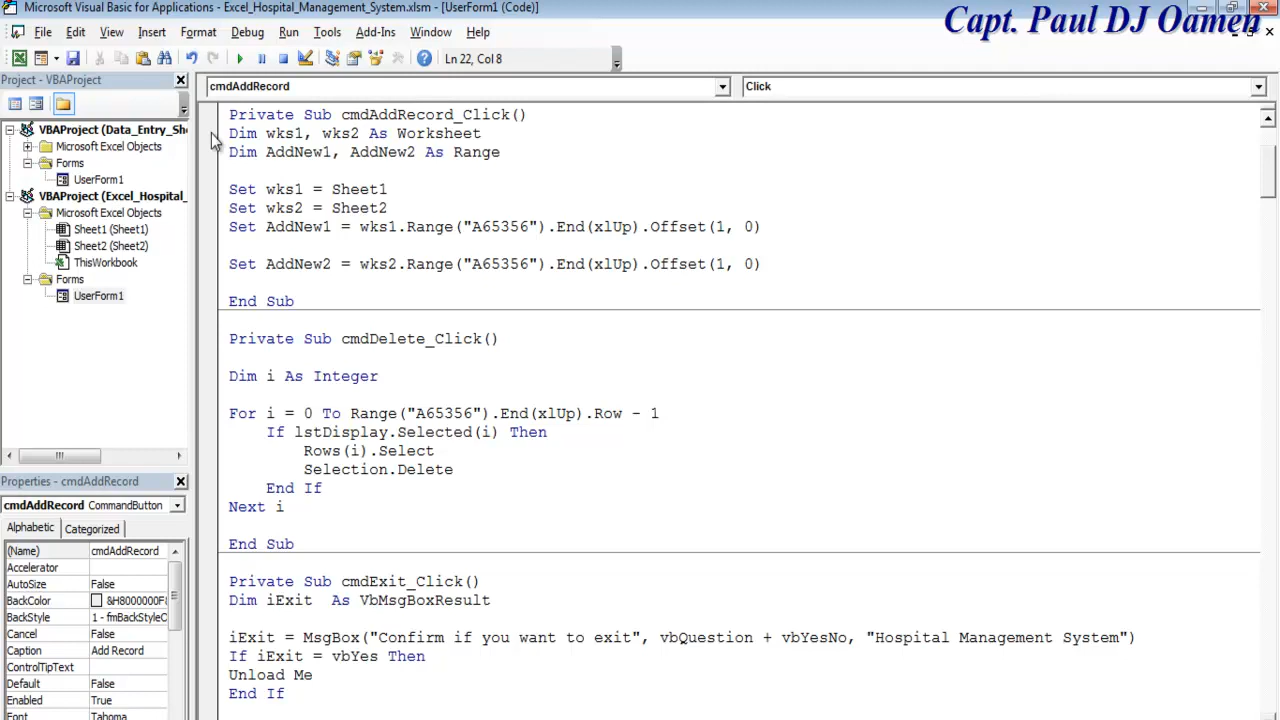 Microsoft Visual Basic for Applications - Excel_Hospital_Management_System.xlsm - [UserForm1 (Code)]
Capt. Paul DJ Oamen
File Edit View Insert Format Debug Run Tools Add-Ins Window Help
Ln 22, Col 8
Project - VBAProject
cmdAddRecord
Click
VBAProject (Data_Entry_Sh
Microsoft Excel Objects
Forms
UserForm1
VBAProject (Excel_Hospital_
Microsoft Excel Objects
Sheet1 (Sheet1)
Sheet2 (Sheet2)
ThisWorkbook
Forms
UserForm1
Properties - cmdAddRecord
cmdAddRecord CommandButton
Alphabetic Categorized
(Name) cmdAddRecord
Accelerator
AutoSize False
BackColor &H8000000F&
BackStyle 1 - fmBackStyleO
Cancel False
Caption Add Record
ControlTipText
Default False
Enabled True
Font Tahoma
Private Sub cmdAddRecord_Click()
Dim wks1, wks2 As Worksheet
Dim AddNew1, AddNew2 As Range
Set wks1 = Sheet1
Set wks2 = Sheet2
Set AddNew1 = wks1.Range("A65356").End(xlUp).Offset(1, 0)
Set AddNew2 = wks2.Range("A65356").End(xlUp).Offset(1, 0)
End Sub
Private Sub cmdDelete_Click()
Dim i As Integer
For i = 0 To Range("A65356").End(xlUp).Row - 1
If lstDisplay.Selected(i) Then
Rows(i).Select
Selection.Delete
End If
Next i
End Sub
Private Sub cmdExit_Click()
Dim iExit As VbMsgBoxResult
iExit = MsgBox("Confirm if you want to exit", vbQuestion + vbYesNo, "Hospital Management System")
If iExit = vbYes Then
Unload Me
End If